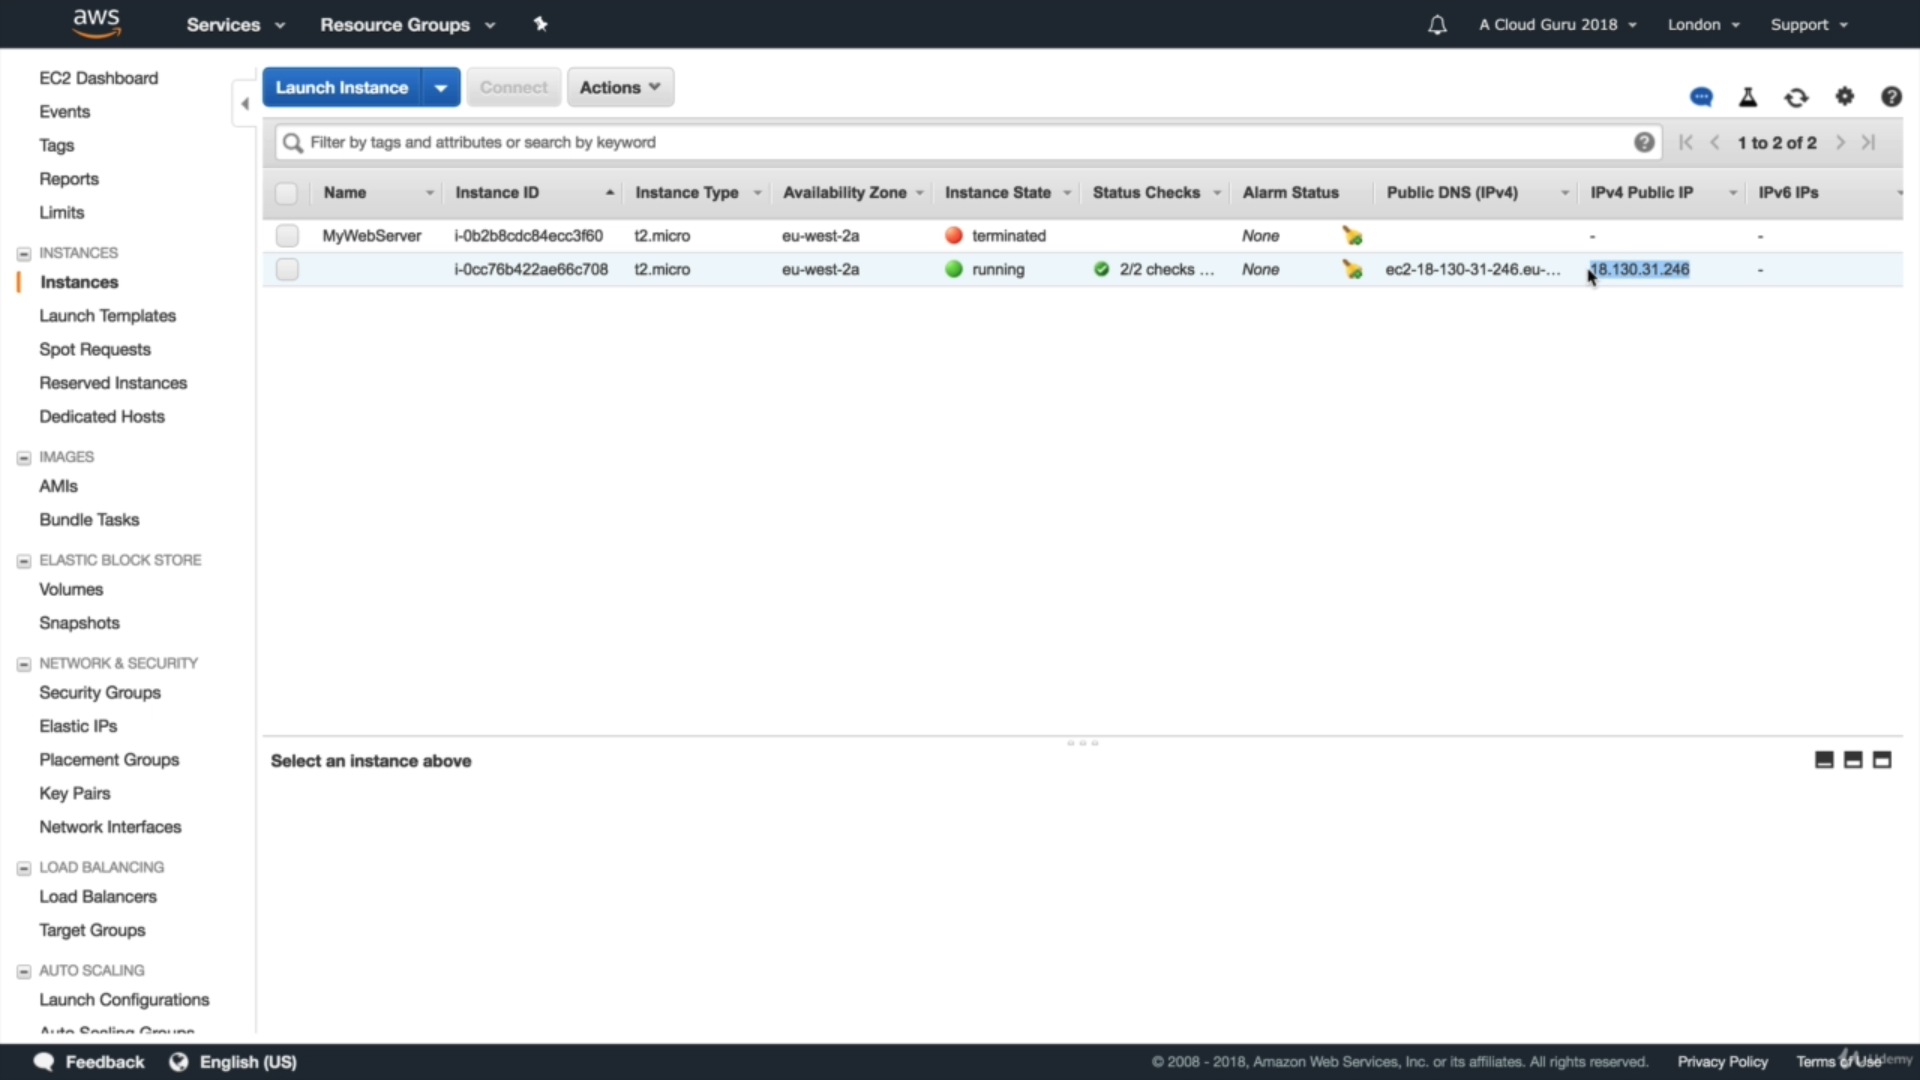 aws
Services
Resource Groups
A Cloud Guru 2018
London
Support
EC2 Dashboard
Events
Tags
Reports
Limits
INSTANCES
Instances
Launch Templates
Spot Requests
Reserved Instances
Dedicated Hosts
IMAGES
AMIs
Bundle Tasks
ELASTIC BLOCK STORE
Volumes
Snapshots
NETWORK & SECURITY
Security Groups
Elastic IPs
Placement Groups
Key Pairs
Network Interfaces
LOAD BALANCING
Load Balancers
Target Groups
AUTO SCALING
Launch Configurations
Auto Scaling Groups
Launch Instance
Connect
Actions
Filter by tags and attributes or search by keyword
1 to 2 of 2
Name Instance ID Instance Type Availability Zone Instance State Status Checks Alarm Status Public DNS (IPv4) IPv4 Public IP IPv6 IPs
MyWebServer i-0b2b8cdc84ecc3f60 t2.micro eu-west-2a terminated None - -
i-0cc76b422ae66c708 t2.micro eu-west-2a running 2/2 checks ... None ec2-18-130-31-246.eu-... 18.130.31.246 -
Select an instance above
Feedback
English (US)
© 2008 - 2018, Amazon Web Services, Inc. or its affiliates. All rights reserved.
Privacy Policy
Terms of Use
Udemy